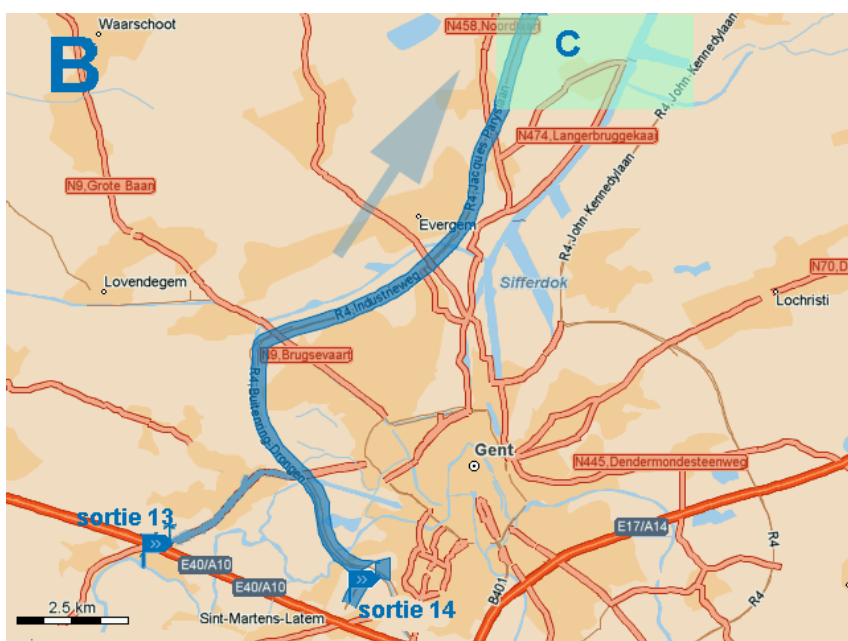 Waarschoot
B
N458,Noordlaan
C
R4,John-Kennedylaan
N474,Langerbruggekaai
R4,Jacques-Paryslaan
N9,Grote Baan
Evergem
R4,John-Kennedylaan
Sifferdok
N70,D
Lovendegem
R4,Industrieweg
Lochristi
N9,Brugsevaart
R4,Buitenring-Drongen
Gent
N445,Dendermondesteenweg
sortie 13
E17/A14
R4
E40/A10
E40/A10
sortie 14
B401
R4
2.5 km
Sint-Martens-Latem